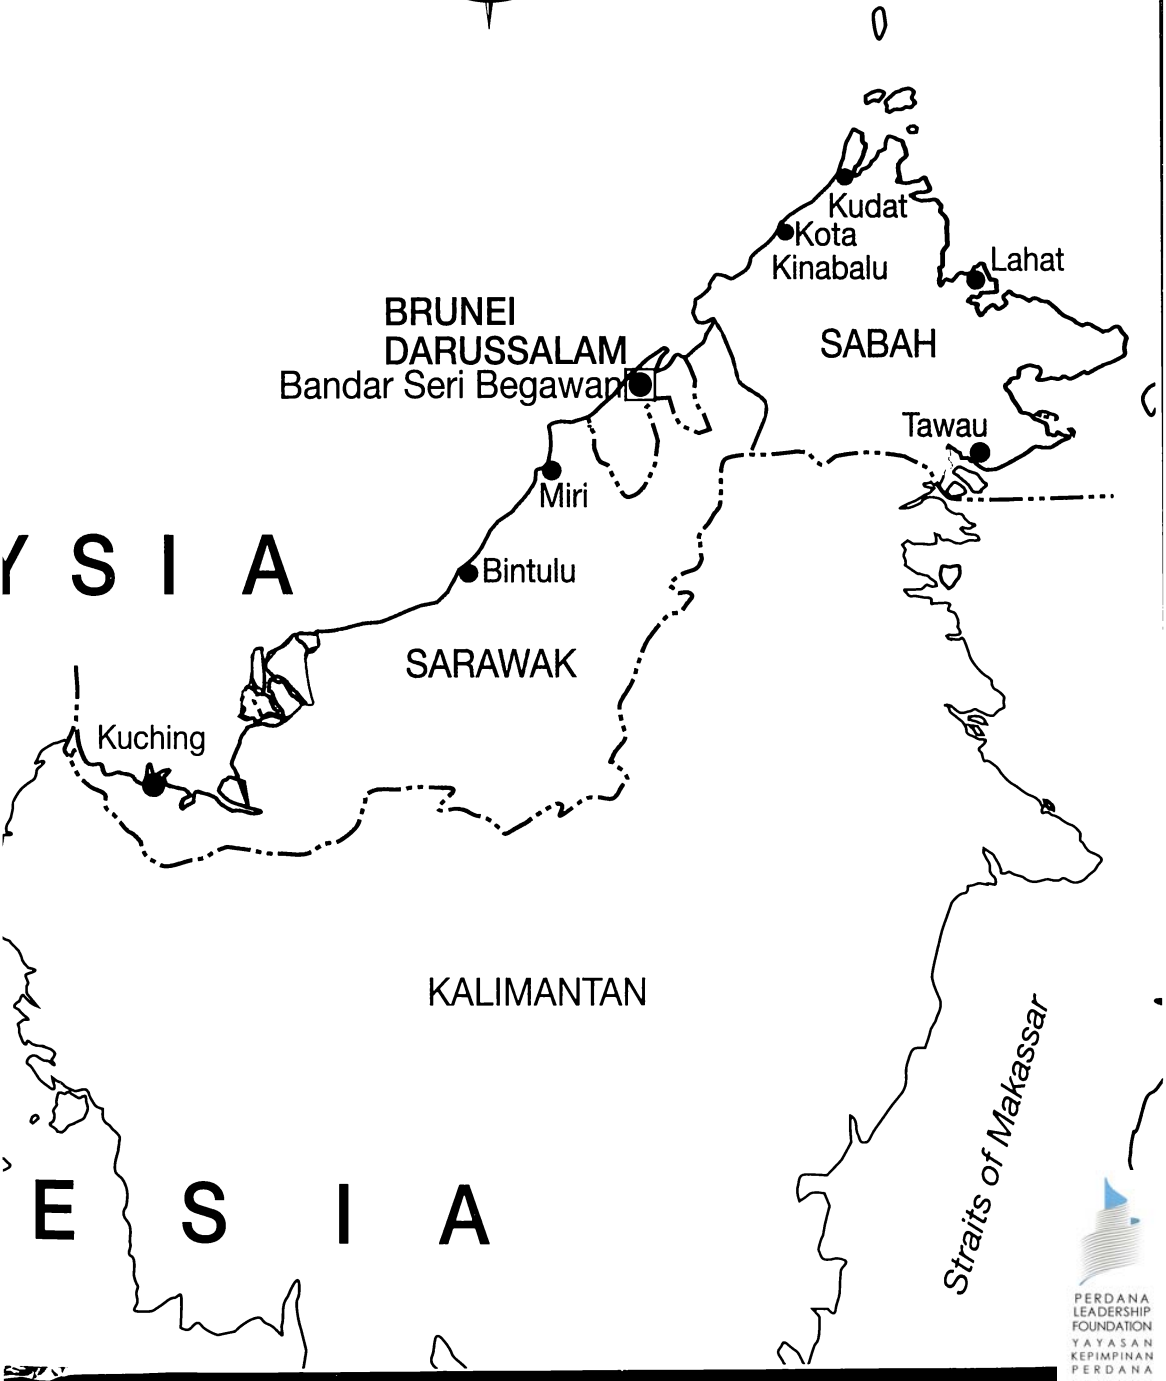 Kudat
Kota
Kinabalu
Lahat
BRUNEI
DARUSSALAM
SABAH
Bandar Seri Begawan
Tawau
Miri
YSIA
Bintulu
SARAWAK
Kuching
KALIMANTAN
Straits of Makassar
ESIA
PERDANA
LEADERSHIP
FOUNDATION
YAYASAN
KEPIMPINAN
PERDANA